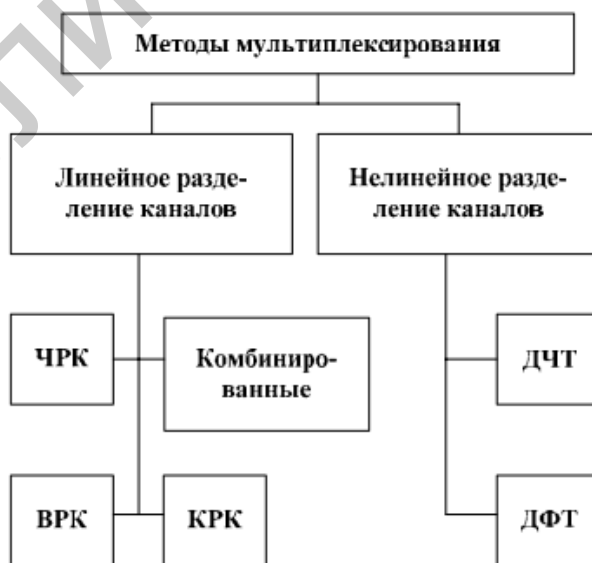 Методы мультиплексирования
Линейное разде-
ление каналов
Нелинейное разде-
ление каналов
ЧРК
Комбиниро-
ванные
ДЧТ
ВРК
КРК
ДФТ